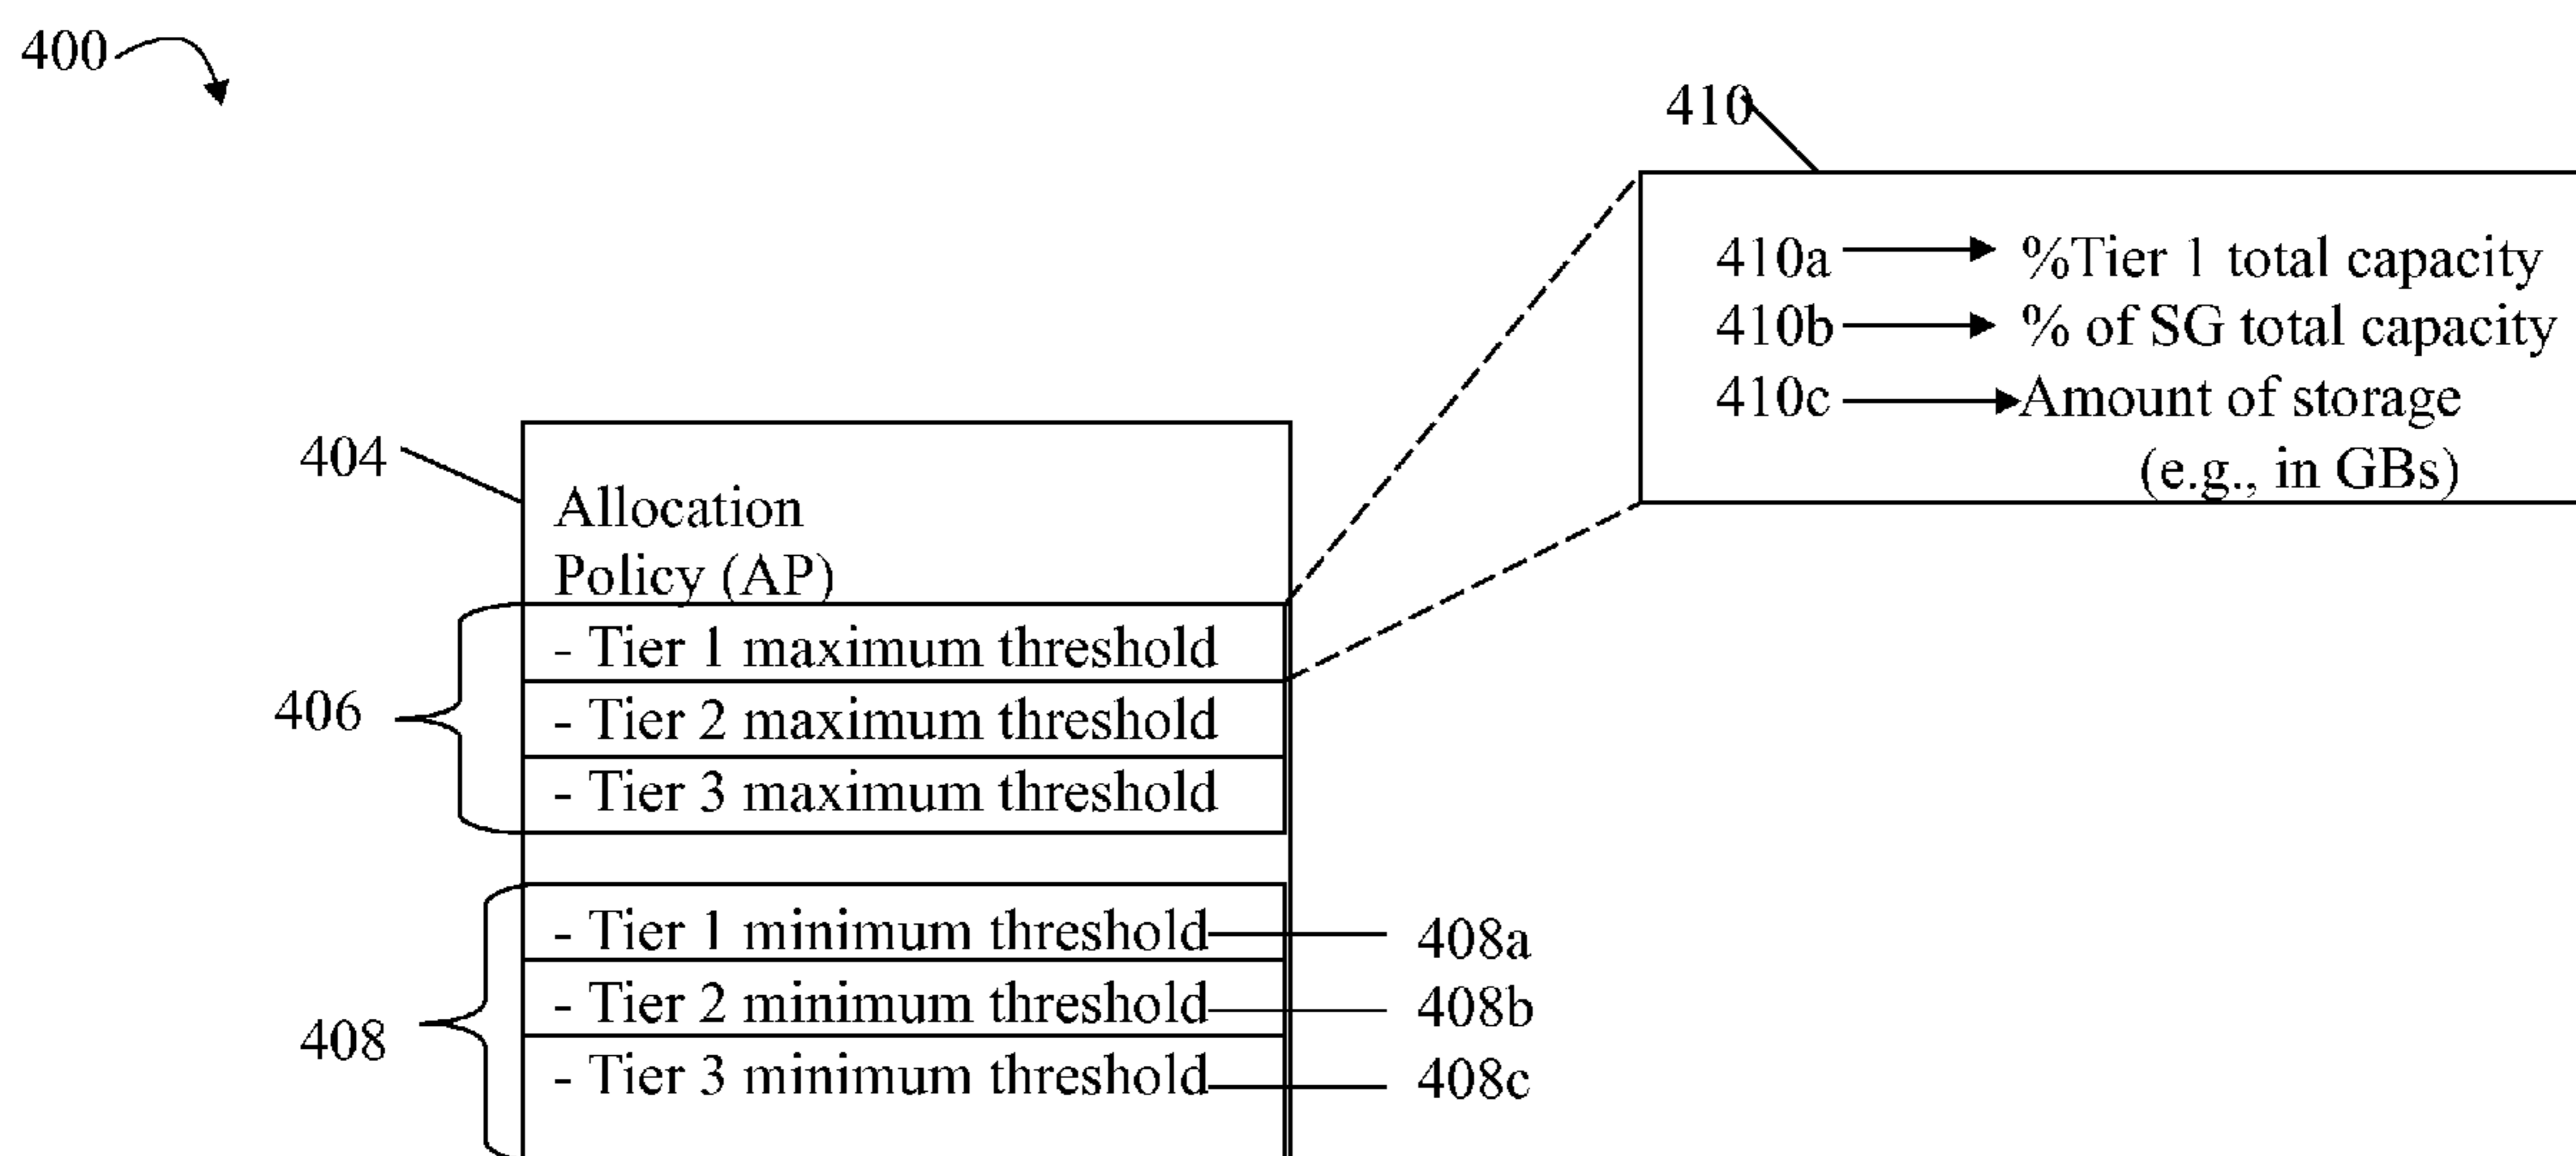 400
410
410a %Tier 1 total capacity
410b % of SG total capacity
410c Amount of storage
(e.g., in GBs)
404
Allocation
Policy (AP)
- Tier 1 maximum threshold
406
- Tier 2 maximum threshold
- Tier 3 maximum threshold
- Tier 1 minimum threshold 408a
- Tier 2 minimum threshold 408b
408
- Tier 3 minimum threshold 408c